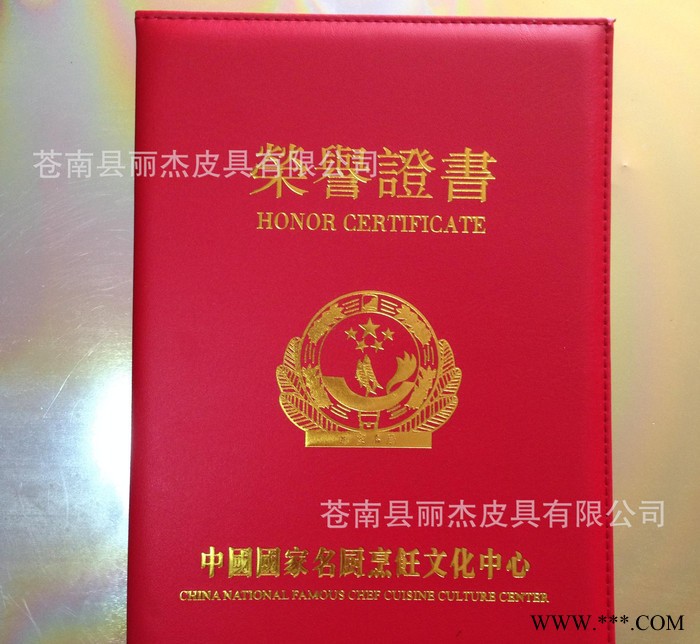 苍南县丽杰皮具有限公司
榮譽證書
HONOR CERTIFICATE
苍南县丽杰皮具有限公司
中國國家名厨烹飪文化中心
CHINA NATIONAL FAMOUS CHEF CUISINE CULTURE CENTER
WWW.***.COM